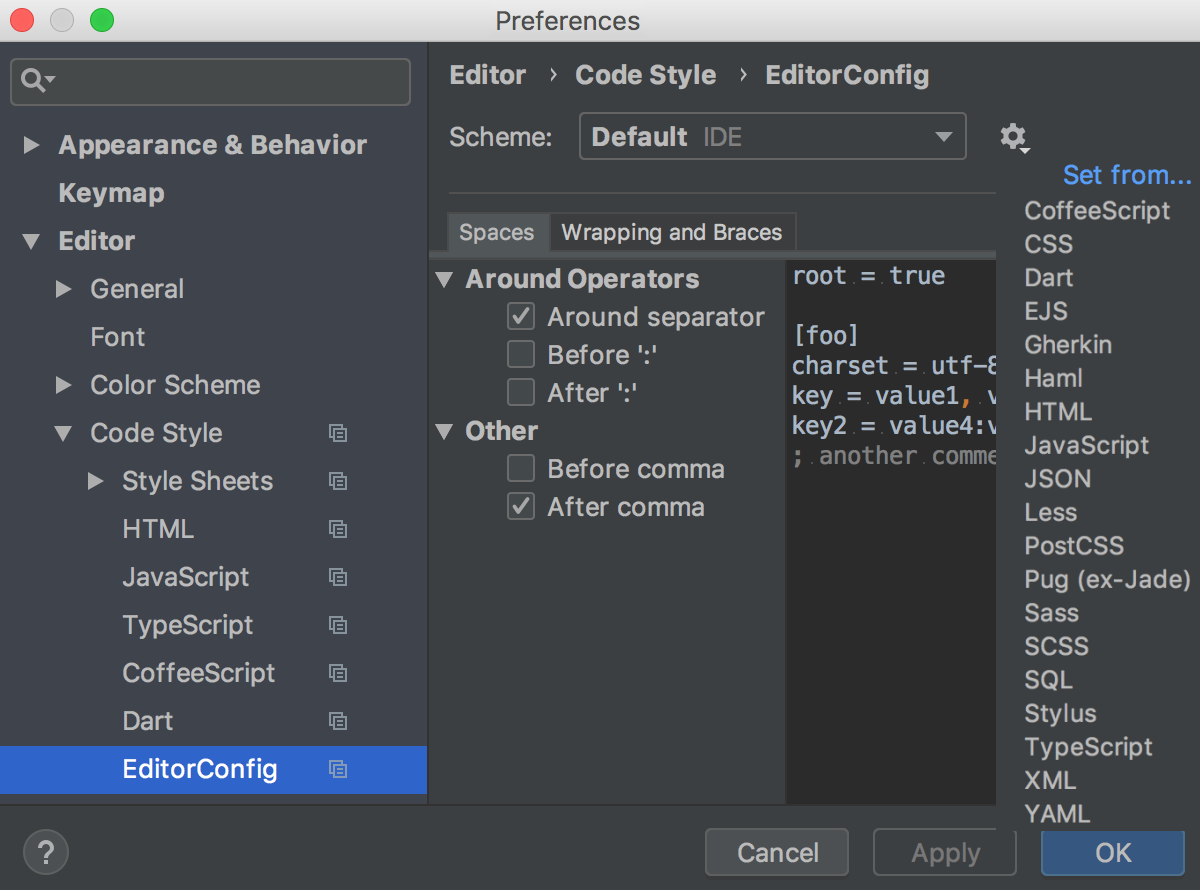 Preferences
Appearance & Behavior
Keymap
Editor
General
Font
Color Scheme
Code Style
Style Sheets
HTML
JavaScript
TypeScript
CoffeeScript
Dart
EditorConfig
Editor › Code Style › EditorConfig
Scheme: Default IDE
Set from...
Spaces Wrapping and Braces
Around Operators
Around separator
Before ':'
After ':'
Other
Before comma
After comma
root = true
[foo]
charset = utf-8
key = value1, v
key2 = value4:v
; another comme
CoffeeScript
CSS
Dart
EJS
Gherkin
Haml
HTML
JavaScript
JSON
Less
PostCSS
Pug (ex-Jade)
Sass
SCSS
SQL
Stylus
TypeScript
XML
YAML
? Cancel Apply OK